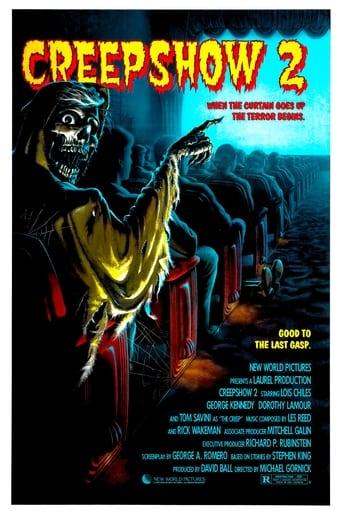 CREEPSHOW 2
WHEN THE CURTAIN GOES UP
THE TERROR BEGINS.
GOOD TO
THE LAST GASP.
NEW WORLD PICTURES
PRESENTS A LAUREL PRODUCTION
CREEPSHOW 2 STARRING LOIS CHILES
GEORGE KENNEDY DOROTHY LAMOUR
AND TOM SAVINI AS "THE CREEP" MUSIC COMPOSED BY LES REED
AND RICK WAKEMAN ASSOCIATE PRODUCER MITCHELL GALIN
EXECUTIVE PRODUCER RICHARD P. RUBINSTEIN
SCREENPLAY BY GEORGE A. ROMERO BASED ON STORIES BY STEPHEN KING
PRODUCED BY DAVID BALL DIRECTED BY MICHAEL GORNICK
NEW WORLD PICTURES
R